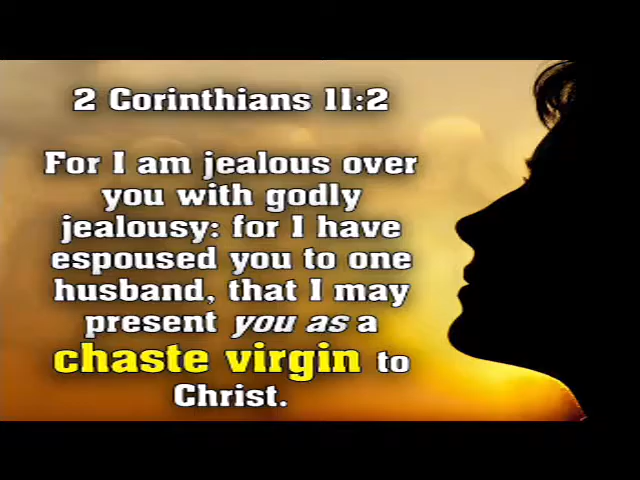 2 Corinthians 11:2
For I am jealous over
you with godly
jealousy: for I have
espoused you to one
husband, that I may
present you as a
chaste virgin to
Christ.